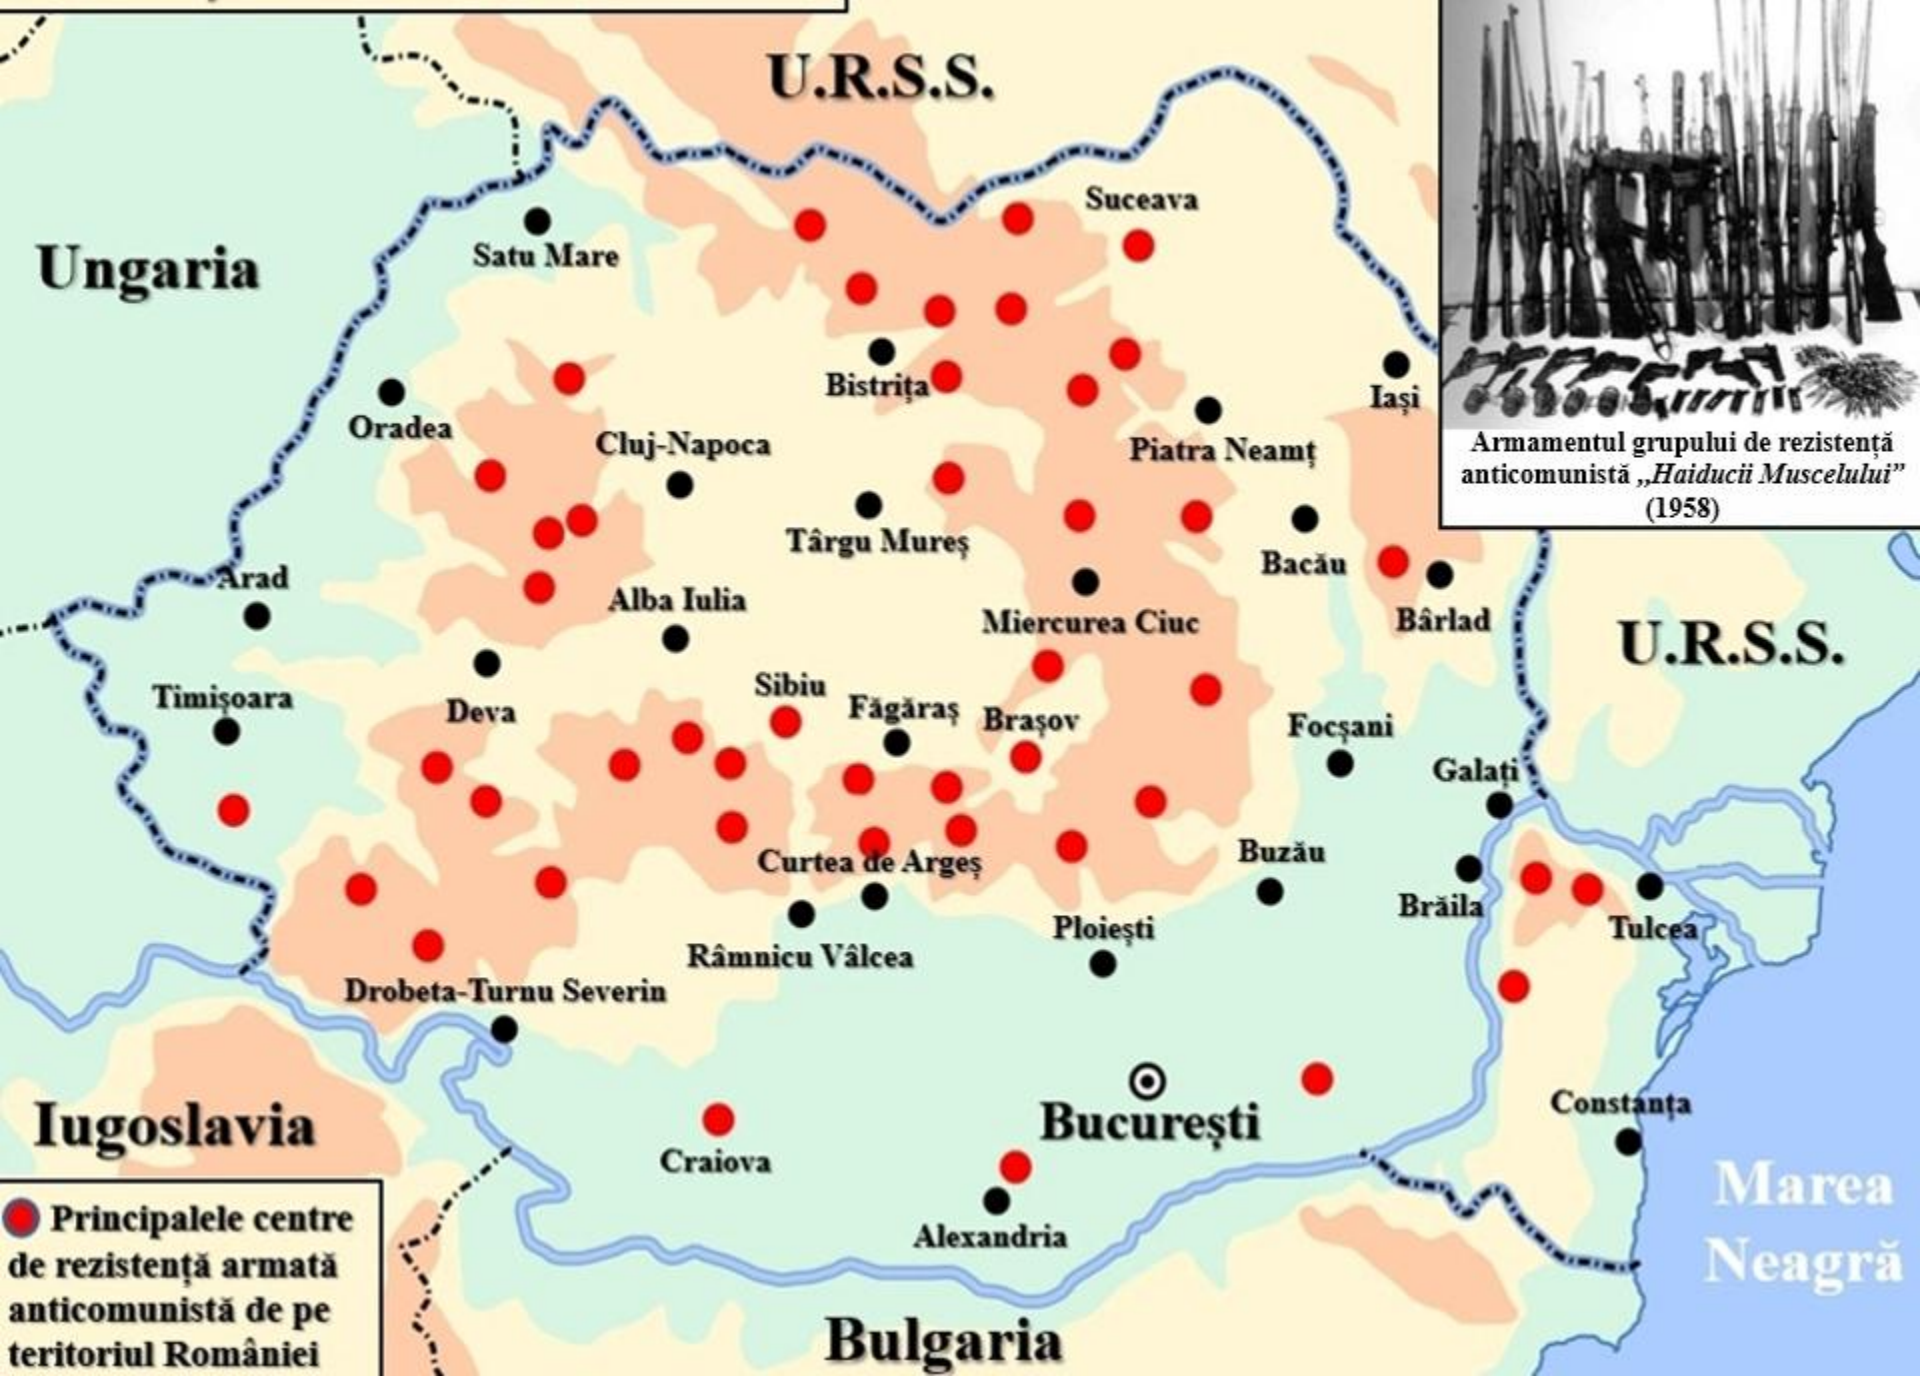 U.R.S.S.
Suceava
Satu Mare
Ungaria
Bistrița
Iași
Oradea
Cluj-Napoca
Piatra Neamț
Armamentul grupului de rezistență
anticomunistă „Haiducii Muscelului”
(1958)
Târgu Mureș
Bacău
Arad
Alba Iulia
Miercurea Ciuc
Bârlad
U.R.S.S.
Timișoara
Deva
Sibiu
Făgăraș
Brașov
Focșani
Galați
Curtea de Argeș
Buzău
Brăila
Tulcea
Râmnicu Vâlcea
Ploiești
Drobeta-Turnu Severin
Iugoslavia
București
Constanța
Craiova
Alexandria
Marea
Neagră
Principalele centre
de rezistență armată
anticomunistă de pe
teritoriul României
Bulgaria